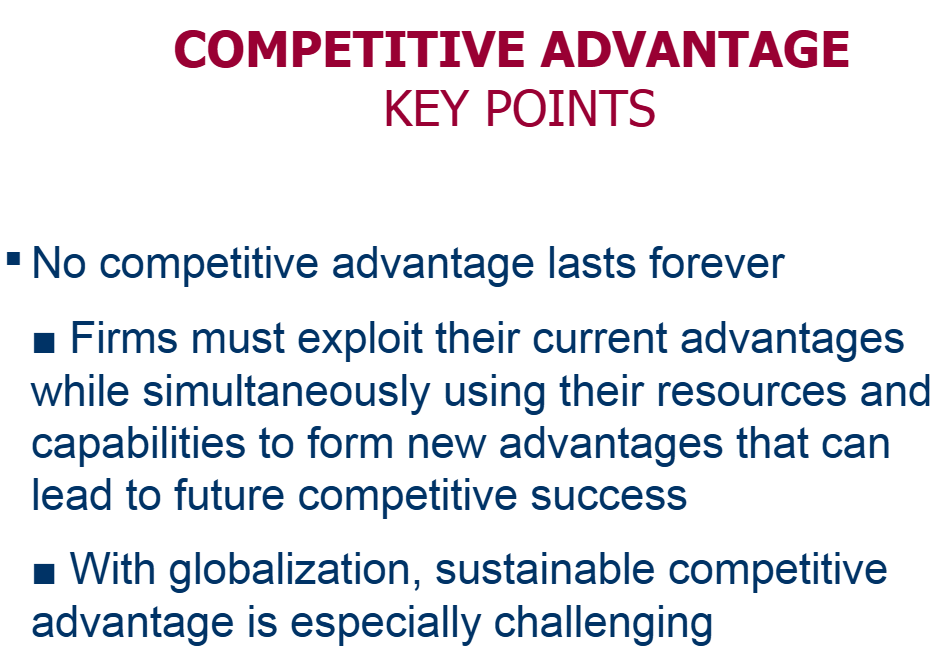 COMPETITIVE ADVANTAGE
KEY POINTS
▪ No competitive advantage lasts forever
■ Firms must exploit their current advantages
while simultaneously using their resources and
capabilities to form new advantages that can
lead to future competitive success
■ With globalization, sustainable competitive
advantage is especially challenging